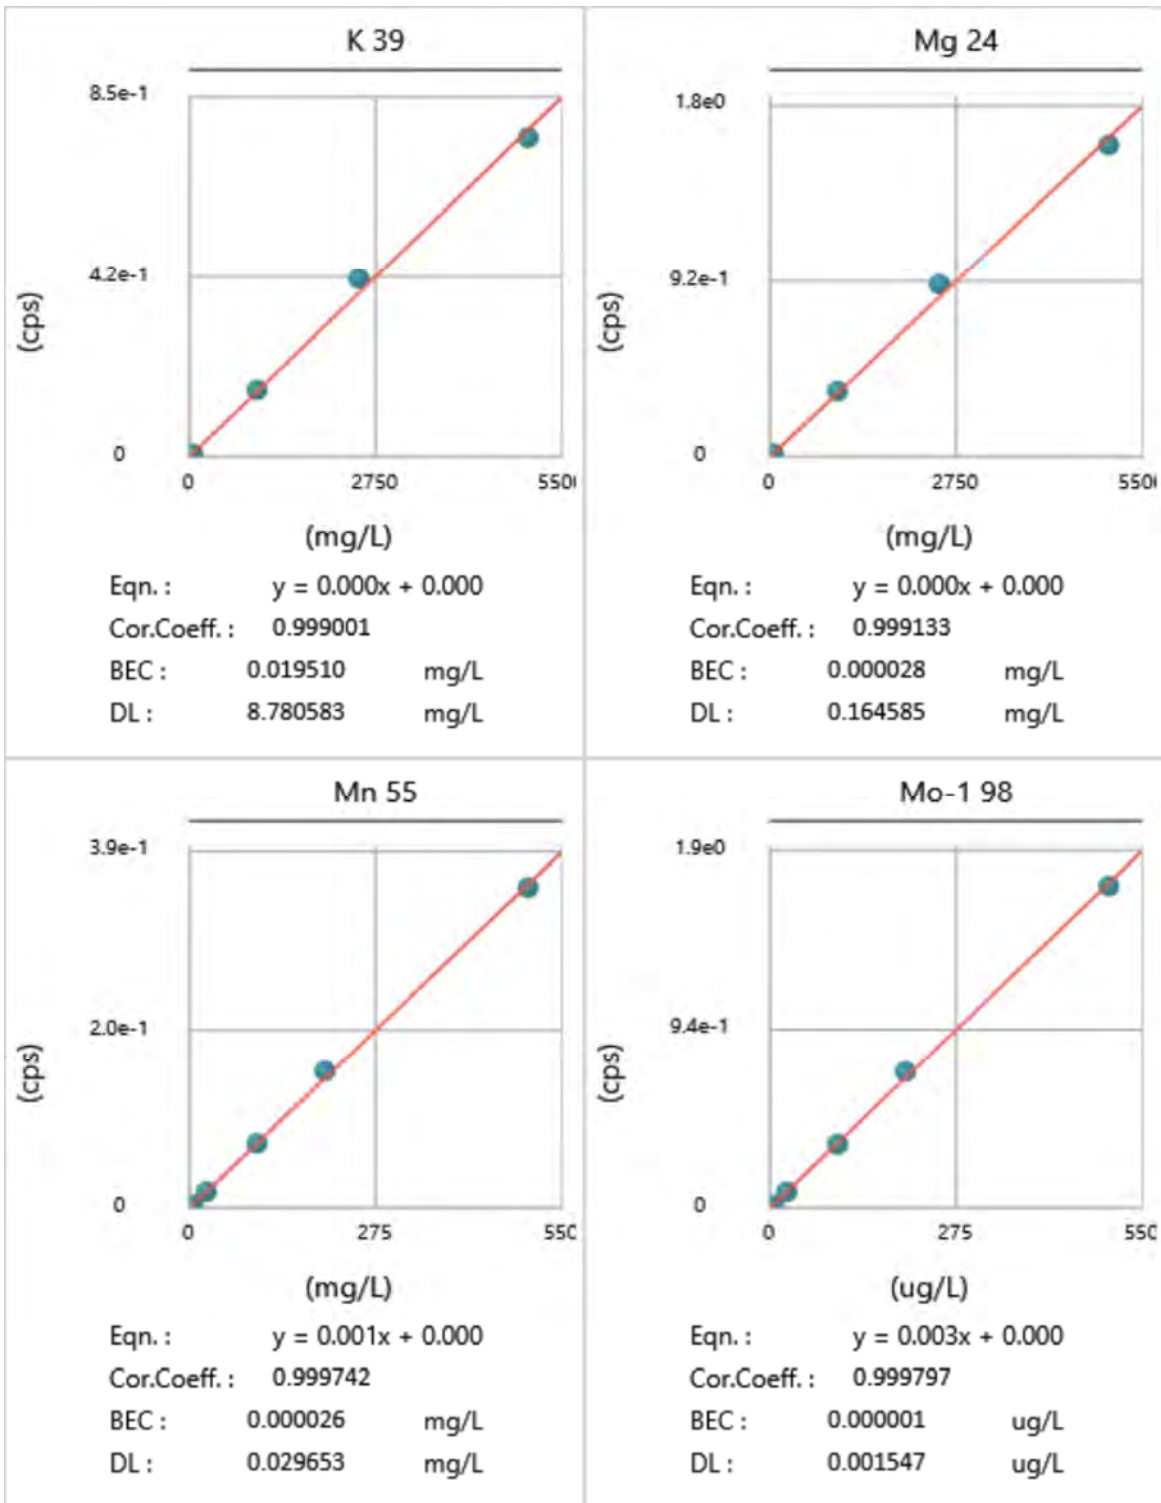 K 39
8.5e-1
4.2e-1
0
(cps)
0 2750 550
(mg/L)
Eqn. : y = 0.000x + 0.000
Cor.Coeff. : 0.999001
BEC : 0.019510 mg/L
DL : 8.780583 mg/L
Mg 24
1.8e0
9.2e-1
0
(cps)
0 2750 550
(mg/L)
Eqn. : y = 0.000x + 0.000
Cor.Coeff. : 0.999133
BEC : 0.000028 mg/L
DL : 0.164585 mg/L
Mn 55
3.9e-1
2.0e-1
0
(cps)
0 275 550
(mg/L)
Eqn. : y = 0.001x + 0.000
Cor.Coeff. : 0.999742
BEC : 0.000026 mg/L
DL : 0.029653 mg/L
Mo-1 98
1.9e0
9.4e-1
0
(cps)
0 275 550
(ug/L)
Eqn. : y = 0.003x + 0.000
Cor.Coeff. : 0.999797
BEC : 0.000001 ug/L
DL : 0.001547 ug/L